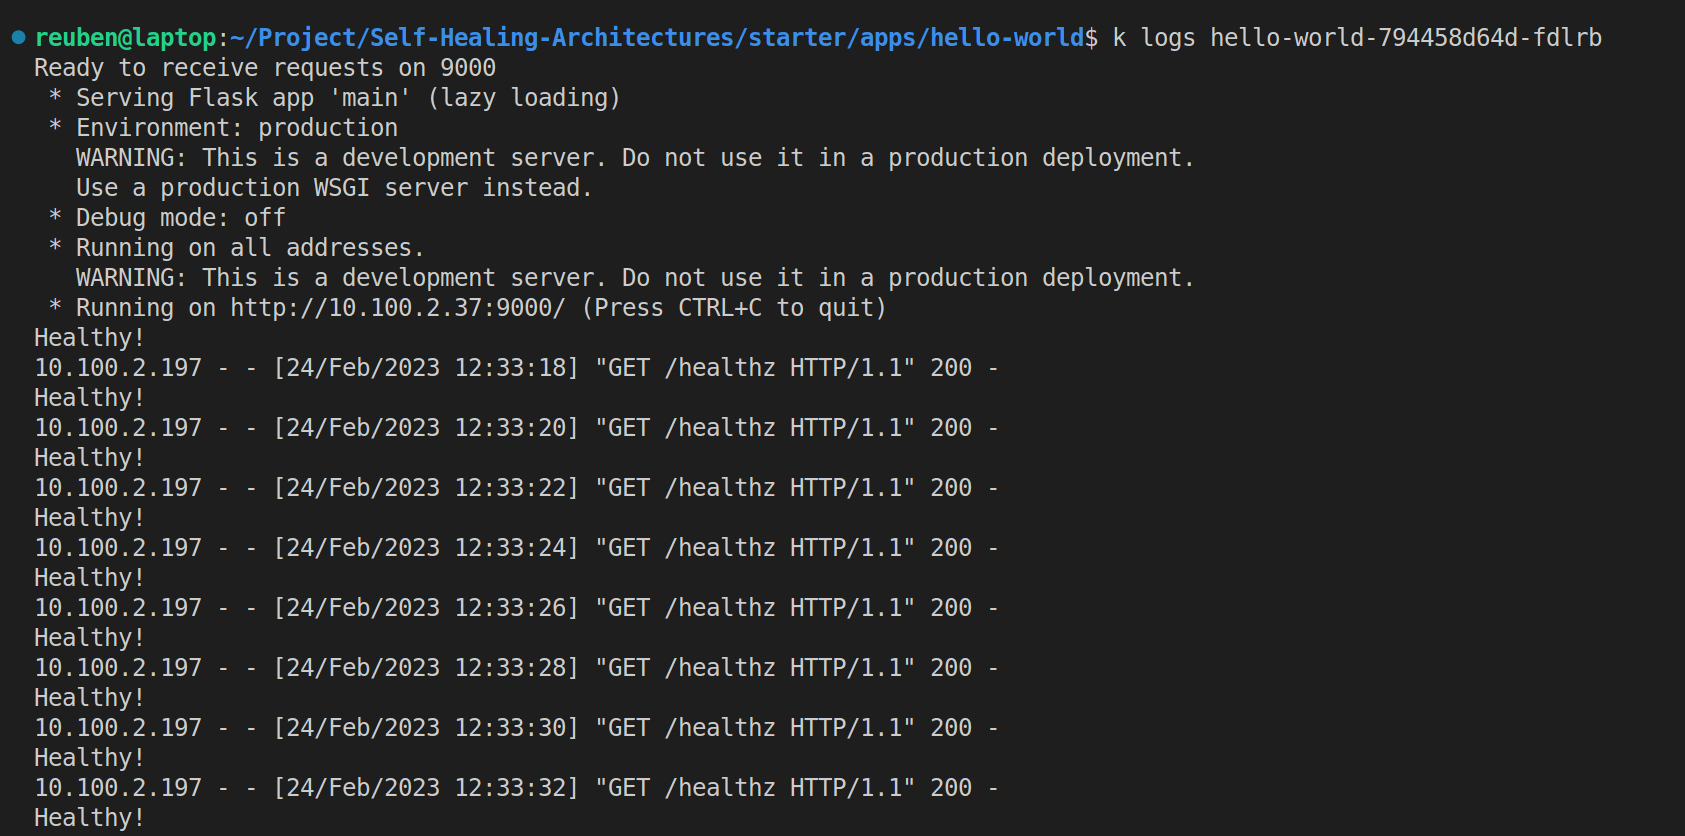 reuben@laptop:~/Project/Self-Healing-Architectures/starter/apps/hello-world$ k logs hello-world-794458d64d-fdlrb
Ready to receive requests on 9000
 * Serving Flask app 'main' (lazy loading)
 * Environment: production
   WARNING: This is a development server. Do not use it in a production deployment.
   Use a production WSGI server instead.
 * Debug mode: off
 * Running on all addresses.
   WARNING: This is a development server. Do not use it in a production deployment.
 * Running on http://10.100.2.37:9000/ (Press CTRL+C to quit)
Healthy!
10.100.2.197 - - [24/Feb/2023 12:33:18] "GET /healthz HTTP/1.1" 200 -
Healthy!
10.100.2.197 - - [24/Feb/2023 12:33:20] "GET /healthz HTTP/1.1" 200 -
Healthy!
10.100.2.197 - - [24/Feb/2023 12:33:22] "GET /healthz HTTP/1.1" 200 -
Healthy!
10.100.2.197 - - [24/Feb/2023 12:33:24] "GET /healthz HTTP/1.1" 200 -
Healthy!
10.100.2.197 - - [24/Feb/2023 12:33:26] "GET /healthz HTTP/1.1" 200 -
Healthy!
10.100.2.197 - - [24/Feb/2023 12:33:28] "GET /healthz HTTP/1.1" 200 -
Healthy!
10.100.2.197 - - [24/Feb/2023 12:33:30] "GET /healthz HTTP/1.1" 200 -
Healthy!
10.100.2.197 - - [24/Feb/2023 12:33:32] "GET /healthz HTTP/1.1" 200 -
Healthy!